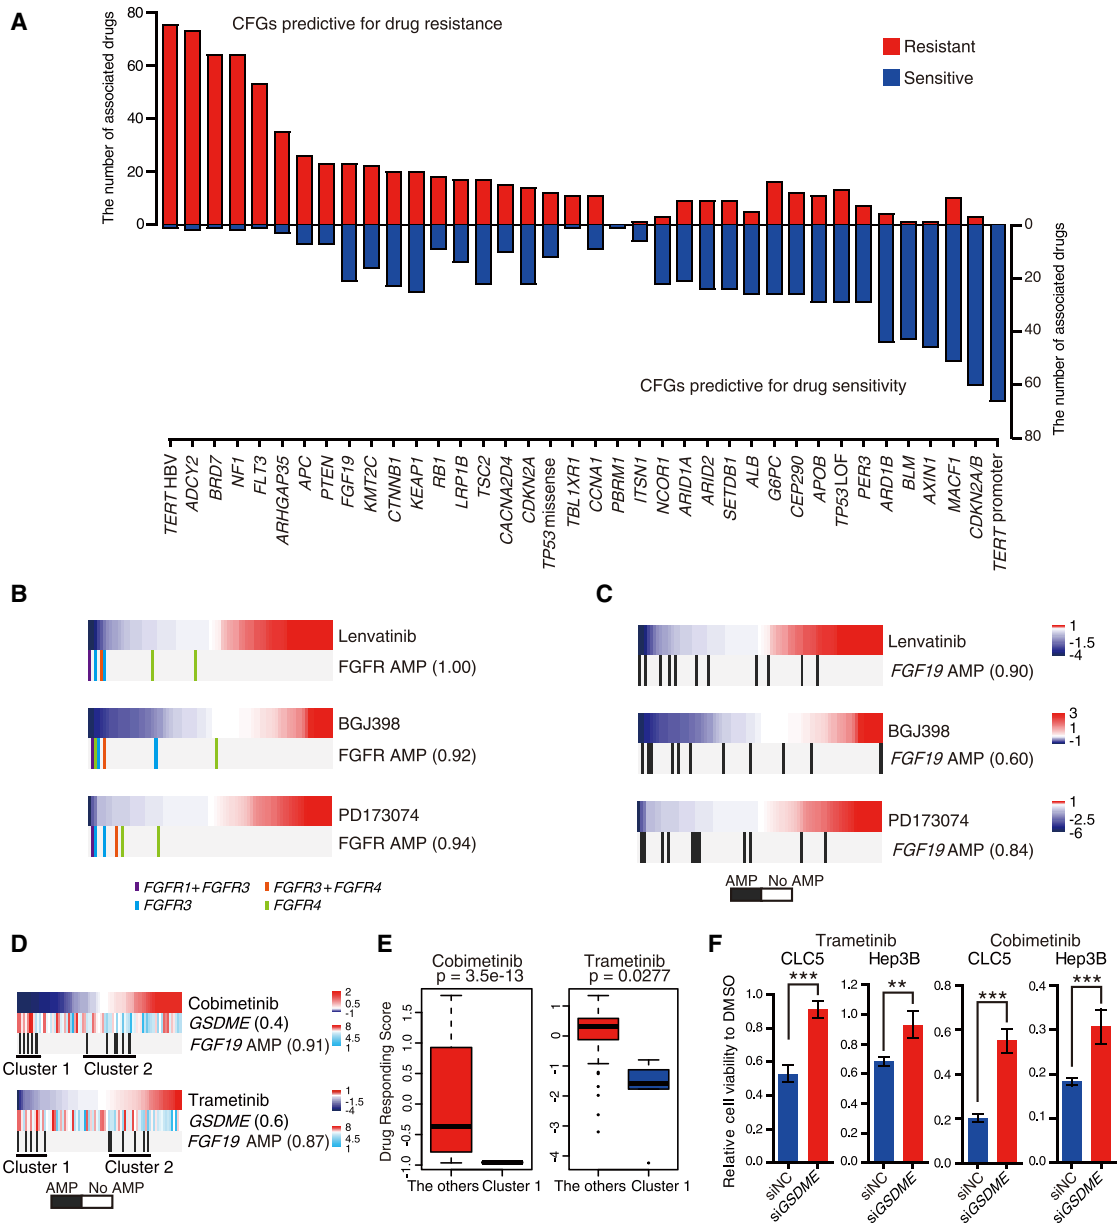 A
CFGs predictive for drug resistance
Resistant
Sensitive
The number of associated drugs
80
60
40
20
0
0
20
40
60
80
The number of associated drugs
CFGs predictive for drug sensitivity
TERT HBV
ADCY2
BRD7
NF1
FLT3
ARHGAP35
APC
PTEN
FGF19
KMT2C
CTNNB1
KEAP1
RB1
LRP1B
TSC2
CACNA2D4
CDKN2A
TP53 missense
TBL1XR1
CCNA1
PBRM1
ITSN1
NCOR1
ARID1A
ARID2
SETDB1
ALB
G6PC
CEP290
APOB
TP53 LOF
PER3
ARD1B
BLM
AXIN1
MACF1
CDKN2A/B
TERT promoter
B
Lenvatinib
FGFR AMP (1.00)
BGJ398
FGFR AMP (0.92)
PD173074
FGFR AMP (0.94)
FGFR1+FGFR3
FGFR3+FGFR4
FGFR3
FGFR4
C
Lenvatinib
FGF19 AMP (0.90)
1
-1.5
-4
BGJ398
FGF19 AMP (0.60)
3
1
-1
PD173074
FGF19 AMP (0.84)
1
-2.5
-6
AMP No AMP
D
Cobimetinib
GSDME (0.4)
FGF19 AMP (0.91)
2
0.5
-1
8
4.5
1
Cluster 1 Cluster 2
Trametinib
GSDME (0.6)
FGF19 AMP (0.87)
1
-1.5
-4
8
4.5
1
Cluster 1 Cluster 2
AMP No AMP
E
Cobimetinib
p = 3.5e-13
Drug Responding Score
1.5
1.0
0.5
0.0
-0.5
-1.0
The others Cluster 1
Trametinib
p = 0.0277
1
0
-1
-2
-3
-4
The others Cluster 1
F
Trametinib
Cobimetinib
CLC5
Hep3B
CLC5
Hep3B
Relative cell viability to DMSO
***
1.0
0.8
0.6
0.4
0.2
0.0
siNC
siGSDME
**
1.2
1.0
0.8
0.6
0.4
0.2
0.0
siNC
siGSDME
***
0.8
0.6
0.4
0.2
0.0
siNC
siGSDME
***
0.4
0.3
0.2
0.1
0.0
siNC
siGSDME